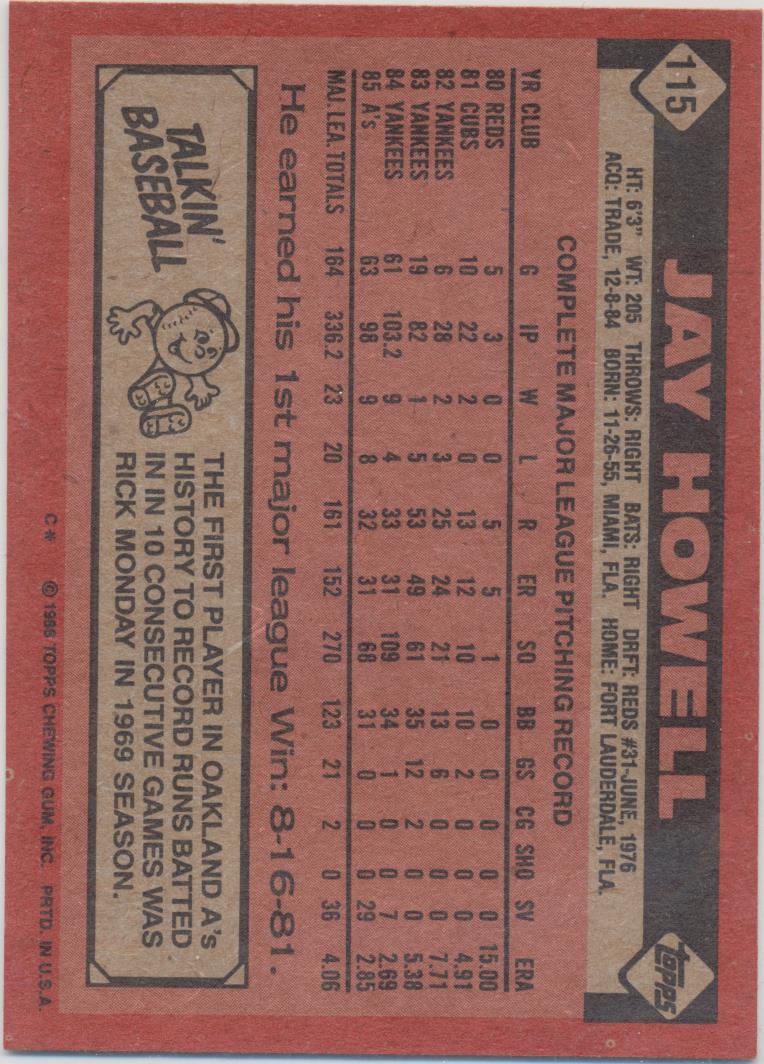 115
JAY HOWELL
topps
HT: 6'3" WT: 205 THROWS: RIGHT BATS: RIGHT DRFT: REDS #31-JUNE, 1976
ACQ: TRADE, 12-8-84 BORN: 11-26-55, MIAMI, FLA. HOME: FORT LAUDERDALE, FLA.
COMPLETE MAJOR LEAGUE PITCHING RECORD
YR CLUB G IP W L R ER SO BB GS CG SHO SV ERA
80 REDS 5 3 0 0 5 5 1 0 0 0 0 0 15.00
81 CUBS 10 22 2 0 13 12 10 10 2 0 0 0 4.91
82 YANKEES 6 28 2 3 25 24 21 13 6 0 0 0 7.71
83 YANKEES 19 82 1 5 53 49 61 35 12 2 0 0 5.38
84 YANKEES 61 103.2 9 4 33 31 109 34 1 0 0 7 2.69
85 A's 63 98 9 8 32 31 68 31 0 0 0 29 2.85
MAJ. LEA. TOTALS 164 336.2 23 20 161 152 270 123 21 2 0 36 4.06
He earned his 1st major league Win: 8-16-81.
TALKIN'
BASEBALL
THE FIRST PLAYER IN OAKLAND A's
HISTORY TO RECORD RUNS BATTED
IN IN 10 CONSECUTIVE GAMES WAS
RICK MONDAY IN 1969 SEASON.
C* © 1986 TOPPS CHEWING GUM, INC. PRTD. IN U.S.A.